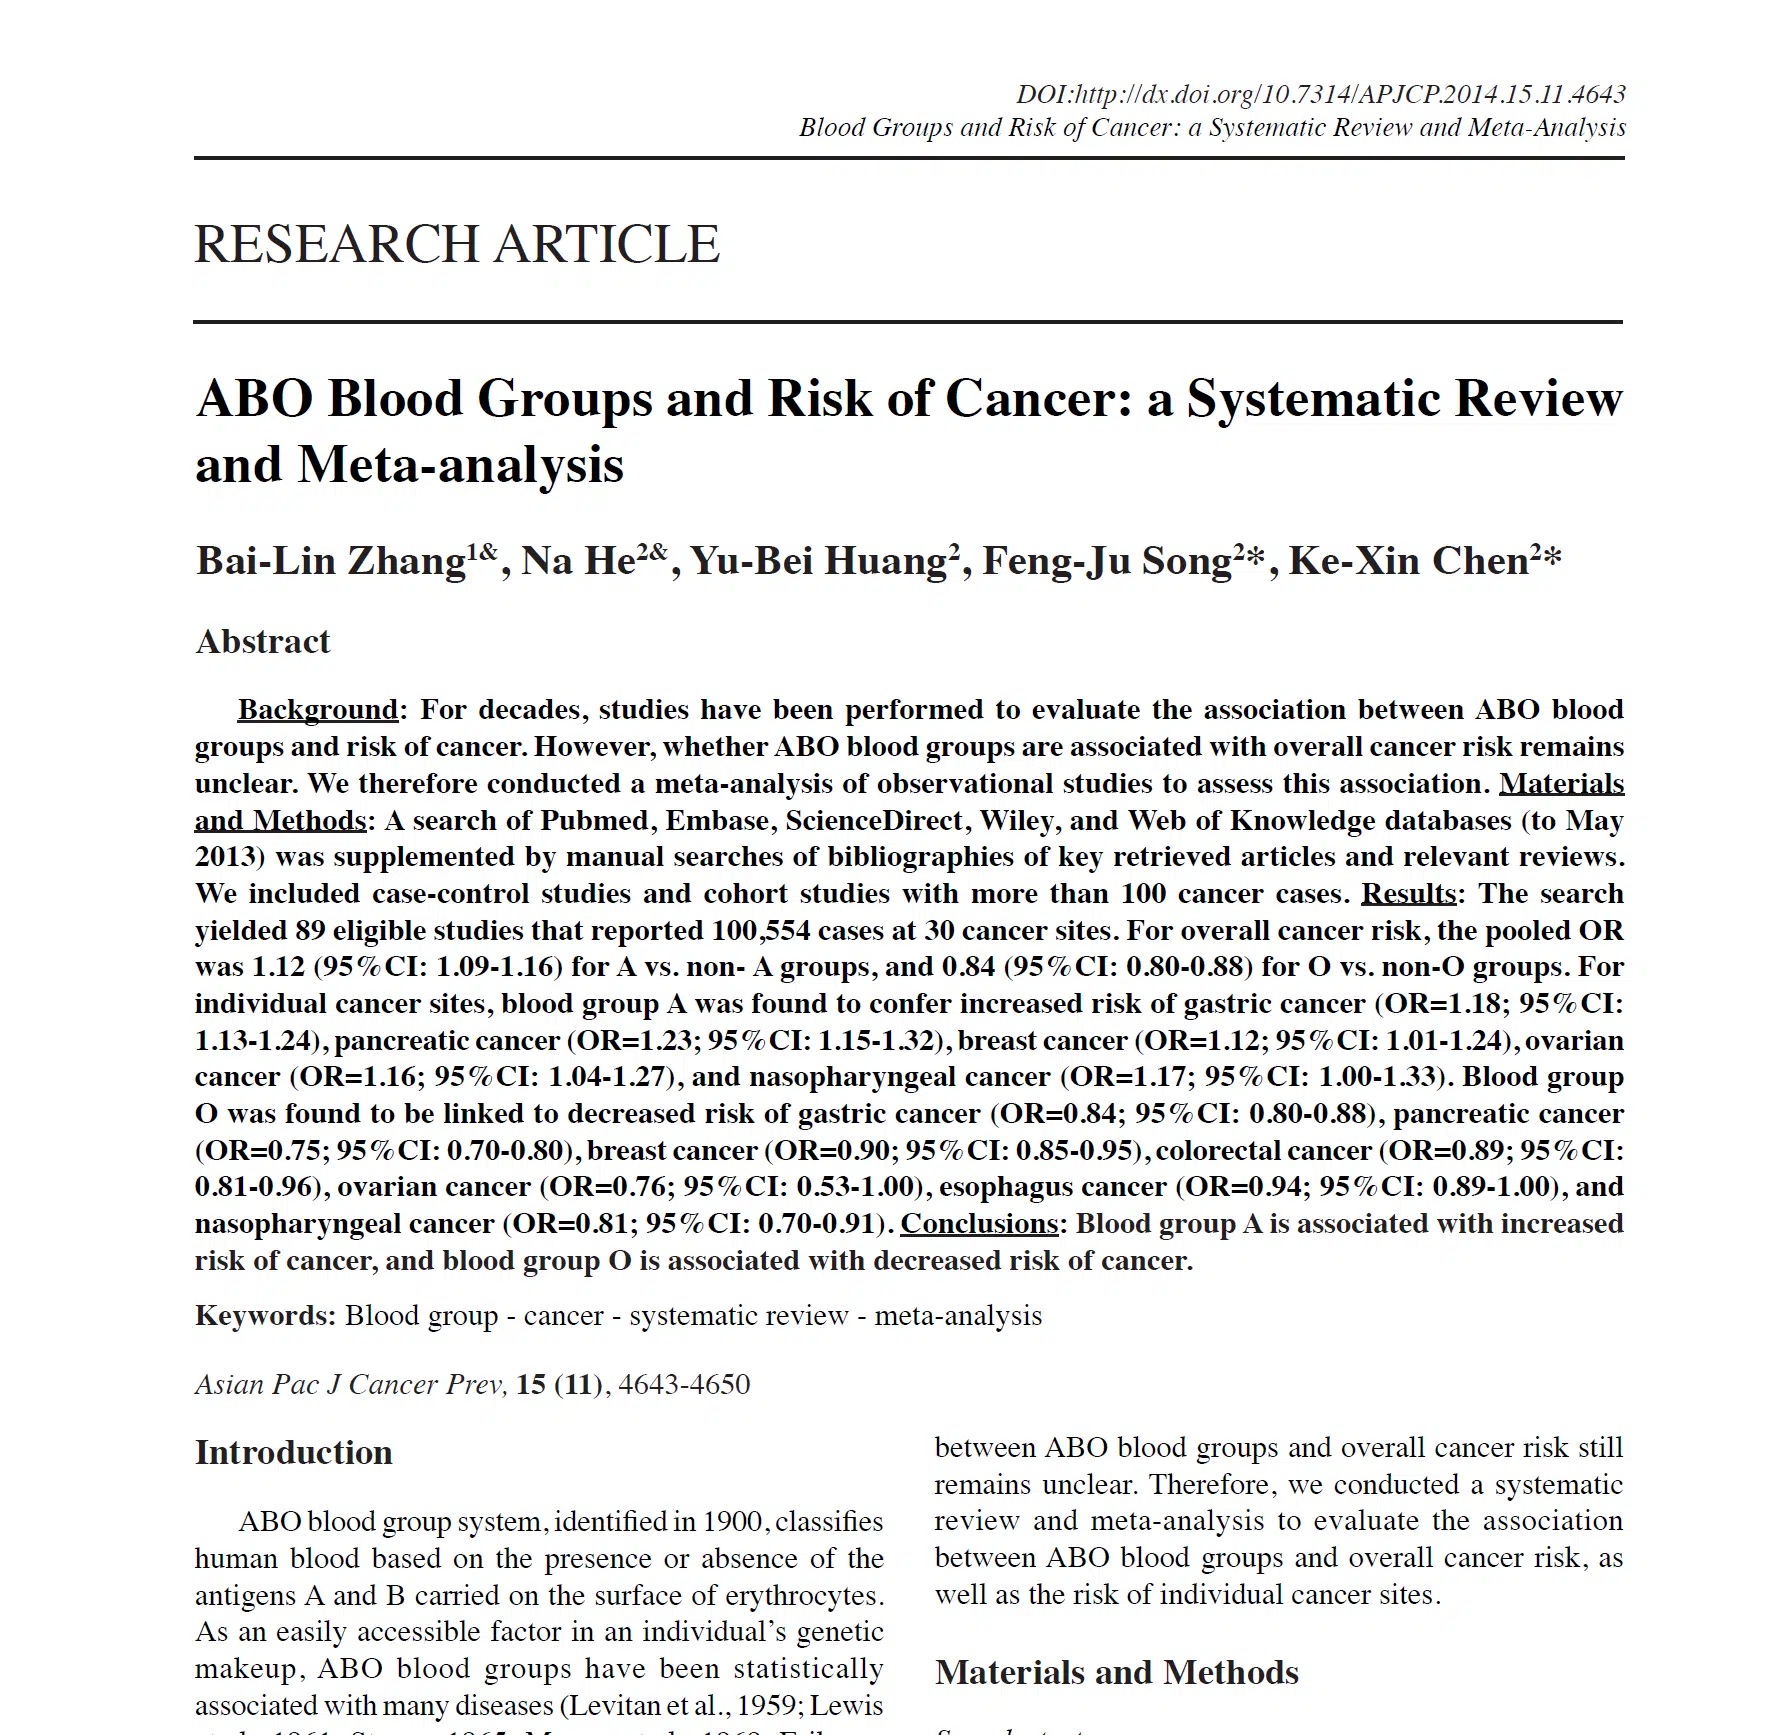 DOI:http://dx.doi.org/10.7314/APJCP.2014.15.11.4643
Blood Groups and Risk of Cancer: a Systematic Review and Meta-Analysis
RESEARCH ARTICLE
ABO Blood Groups and Risk of Cancer: a Systematic Review
and Meta-analysis
Bai-Lin Zhang1&, Na He2&, Yu-Bei Huang2, Feng-Ju Song2*, Ke-Xin Chen2*
Abstract
Background: For decades, studies have been performed to evaluate the association between ABO blood
groups and risk of cancer. However, whether ABO blood groups are associated with overall cancer risk remains
unclear. We therefore conducted a meta-analysis of observational studies to assess this association. Materials
and Methods: A search of Pubmed, Embase, ScienceDirect, Wiley, and Web of Knowledge databases (to May
2013) was supplemented by manual searches of bibliographies of key retrieved articles and relevant reviews.
We included case-control studies and cohort studies with more than 100 cancer cases. Results: The search
yielded 89 eligible studies that reported 100,554 cases at 30 cancer sites. For overall cancer risk, the pooled OR
was 1.12 (95%CI: 1.09-1.16) for A vs. non- A groups, and 0.84 (95%CI: 0.80-0.88) for O vs. non-O groups. For
individual cancer sites, blood group A was found to confer increased risk of gastric cancer (OR=1.18; 95%CI:
1.13-1.24), pancreatic cancer (OR=1.23; 95%CI: 1.15-1.32), breast cancer (OR=1.12; 95%CI: 1.01-1.24), ovarian
cancer (OR=1.16; 95%CI: 1.04-1.27), and nasopharyngeal cancer (OR=1.17; 95%CI: 1.00-1.33). Blood group
O was found to be linked to decreased risk of gastric cancer (OR=0.84; 95%CI: 0.80-0.88), pancreatic cancer
(OR=0.75; 95%CI: 0.70-0.80), breast cancer (OR=0.90; 95%CI: 0.85-0.95), colorectal cancer (OR=0.89; 95%CI:
0.81-0.96), ovarian cancer (OR=0.76; 95%CI: 0.53-1.00), esophagus cancer (OR=0.94; 95%CI: 0.89-1.00), and
nasopharyngeal cancer (OR=0.81; 95%CI: 0.70-0.91). Conclusions: Blood group A is associated with increased
risk of cancer, and blood group O is associated with decreased risk of cancer.
Keywords: Blood group - cancer - systematic review - meta-analysis
Asian Pac J Cancer Prev, 15 (11), 4643-4650
Introduction
ABO blood group system, identified in 1900, classifies
human blood based on the presence or absence of the
antigens A and B carried on the surface of erythrocytes.
As an easily accessible factor in an individual's genetic
makeup, ABO blood groups have been statistically
associated with many diseases (Levitan et al., 1959; Lewis
between ABO blood groups and overall cancer risk still
remains unclear. Therefore, we conducted a systematic
review and meta-analysis to evaluate the association
between ABO blood groups and overall cancer risk, as
well as the risk of individual cancer sites.
Materials and Methods